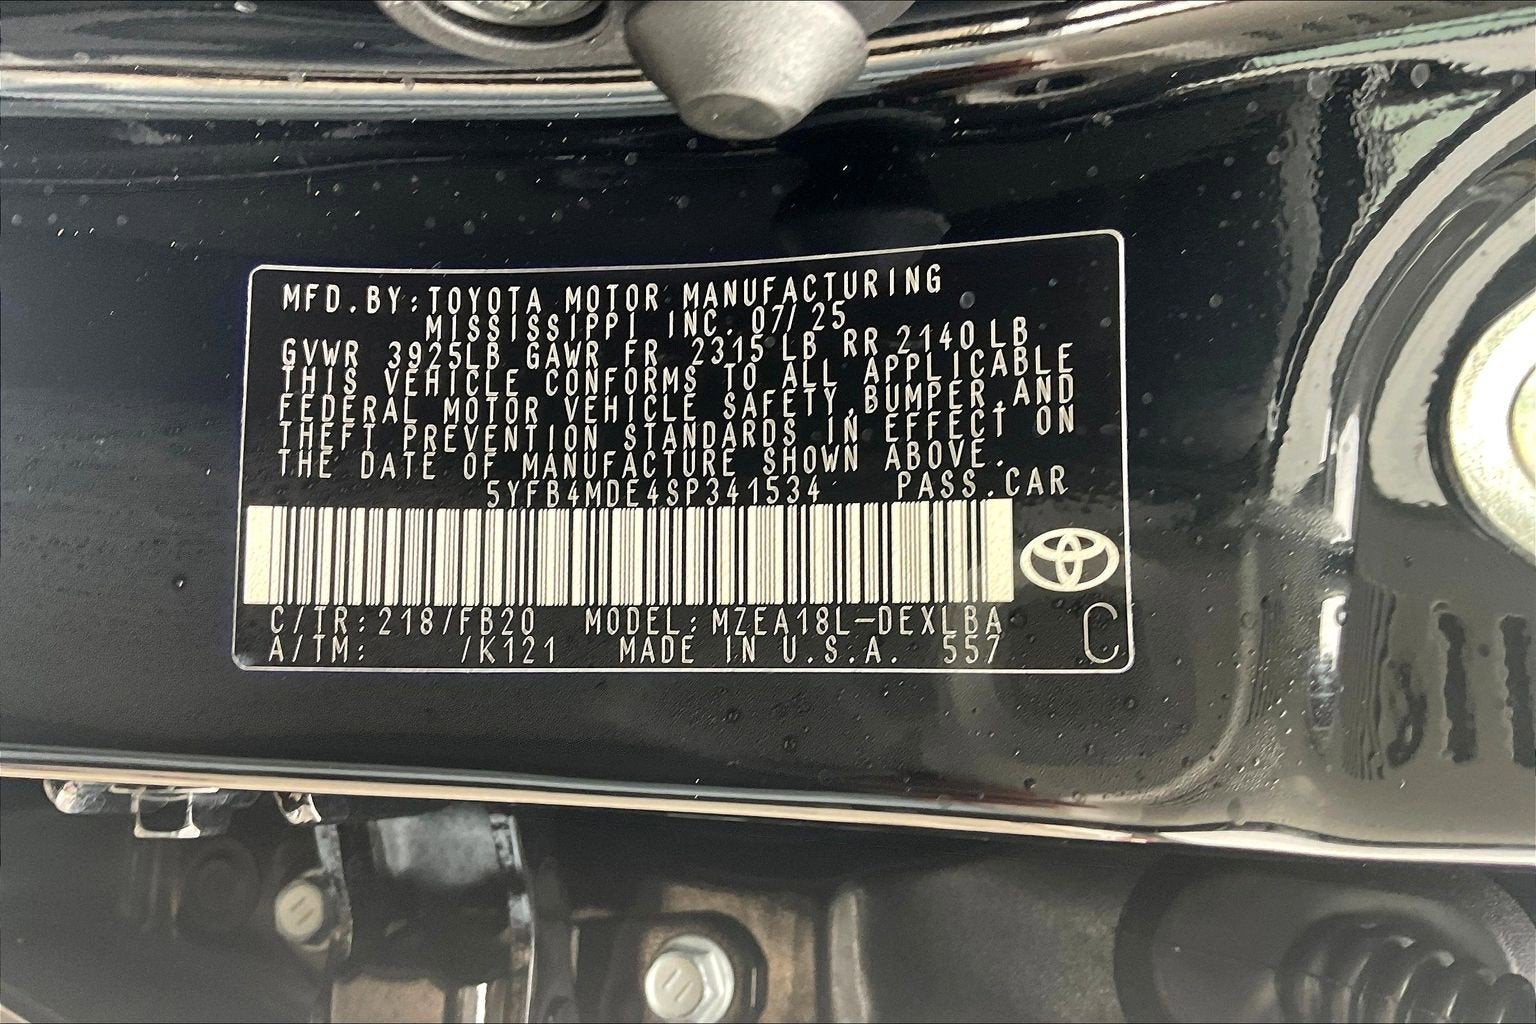 MFD.BY:TOYOTA MOTOR MANUFACTURING
MISSISSIPPI INC. 07/25
GVWR 3925LB GAWR FR 2315 LB RR 2140 LB
THIS VEHICLE CONFORMS TO ALL APPLICABLE
FEDERAL MOTOR VEHICLE SAFETY,BUMPER,AND
THEFT PREVENTION STANDARDS IN EFFECT ON
THE DATE OF MANUFACTURE SHOWN ABOVE.
5YFB4MDE4SP341534 PASS.CAR
C/TR:218/FB20 MODEL:MZEA18L-DEXLBA
A/TM: /K121 MADE IN U.S.A. 557 C